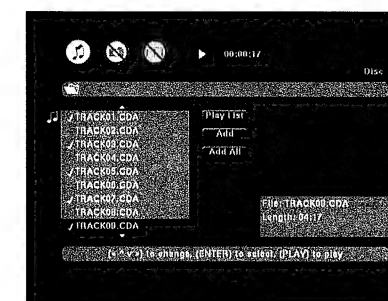 00:00:17
Disc
TRACK01.CDA
TRACK02.CDA
TRACK03.CDA
TRACK04.CDA
TRACK05.CDA
TRACK06.CDA
TRACK07.CDA
TRACK08.CDA
TRACK09.CDA
Play List
Add
Add All
File: TRACK00.CDA
Length: 04:17
(< ^ v >) to change, (ENTER) to select, (PLAY) to play